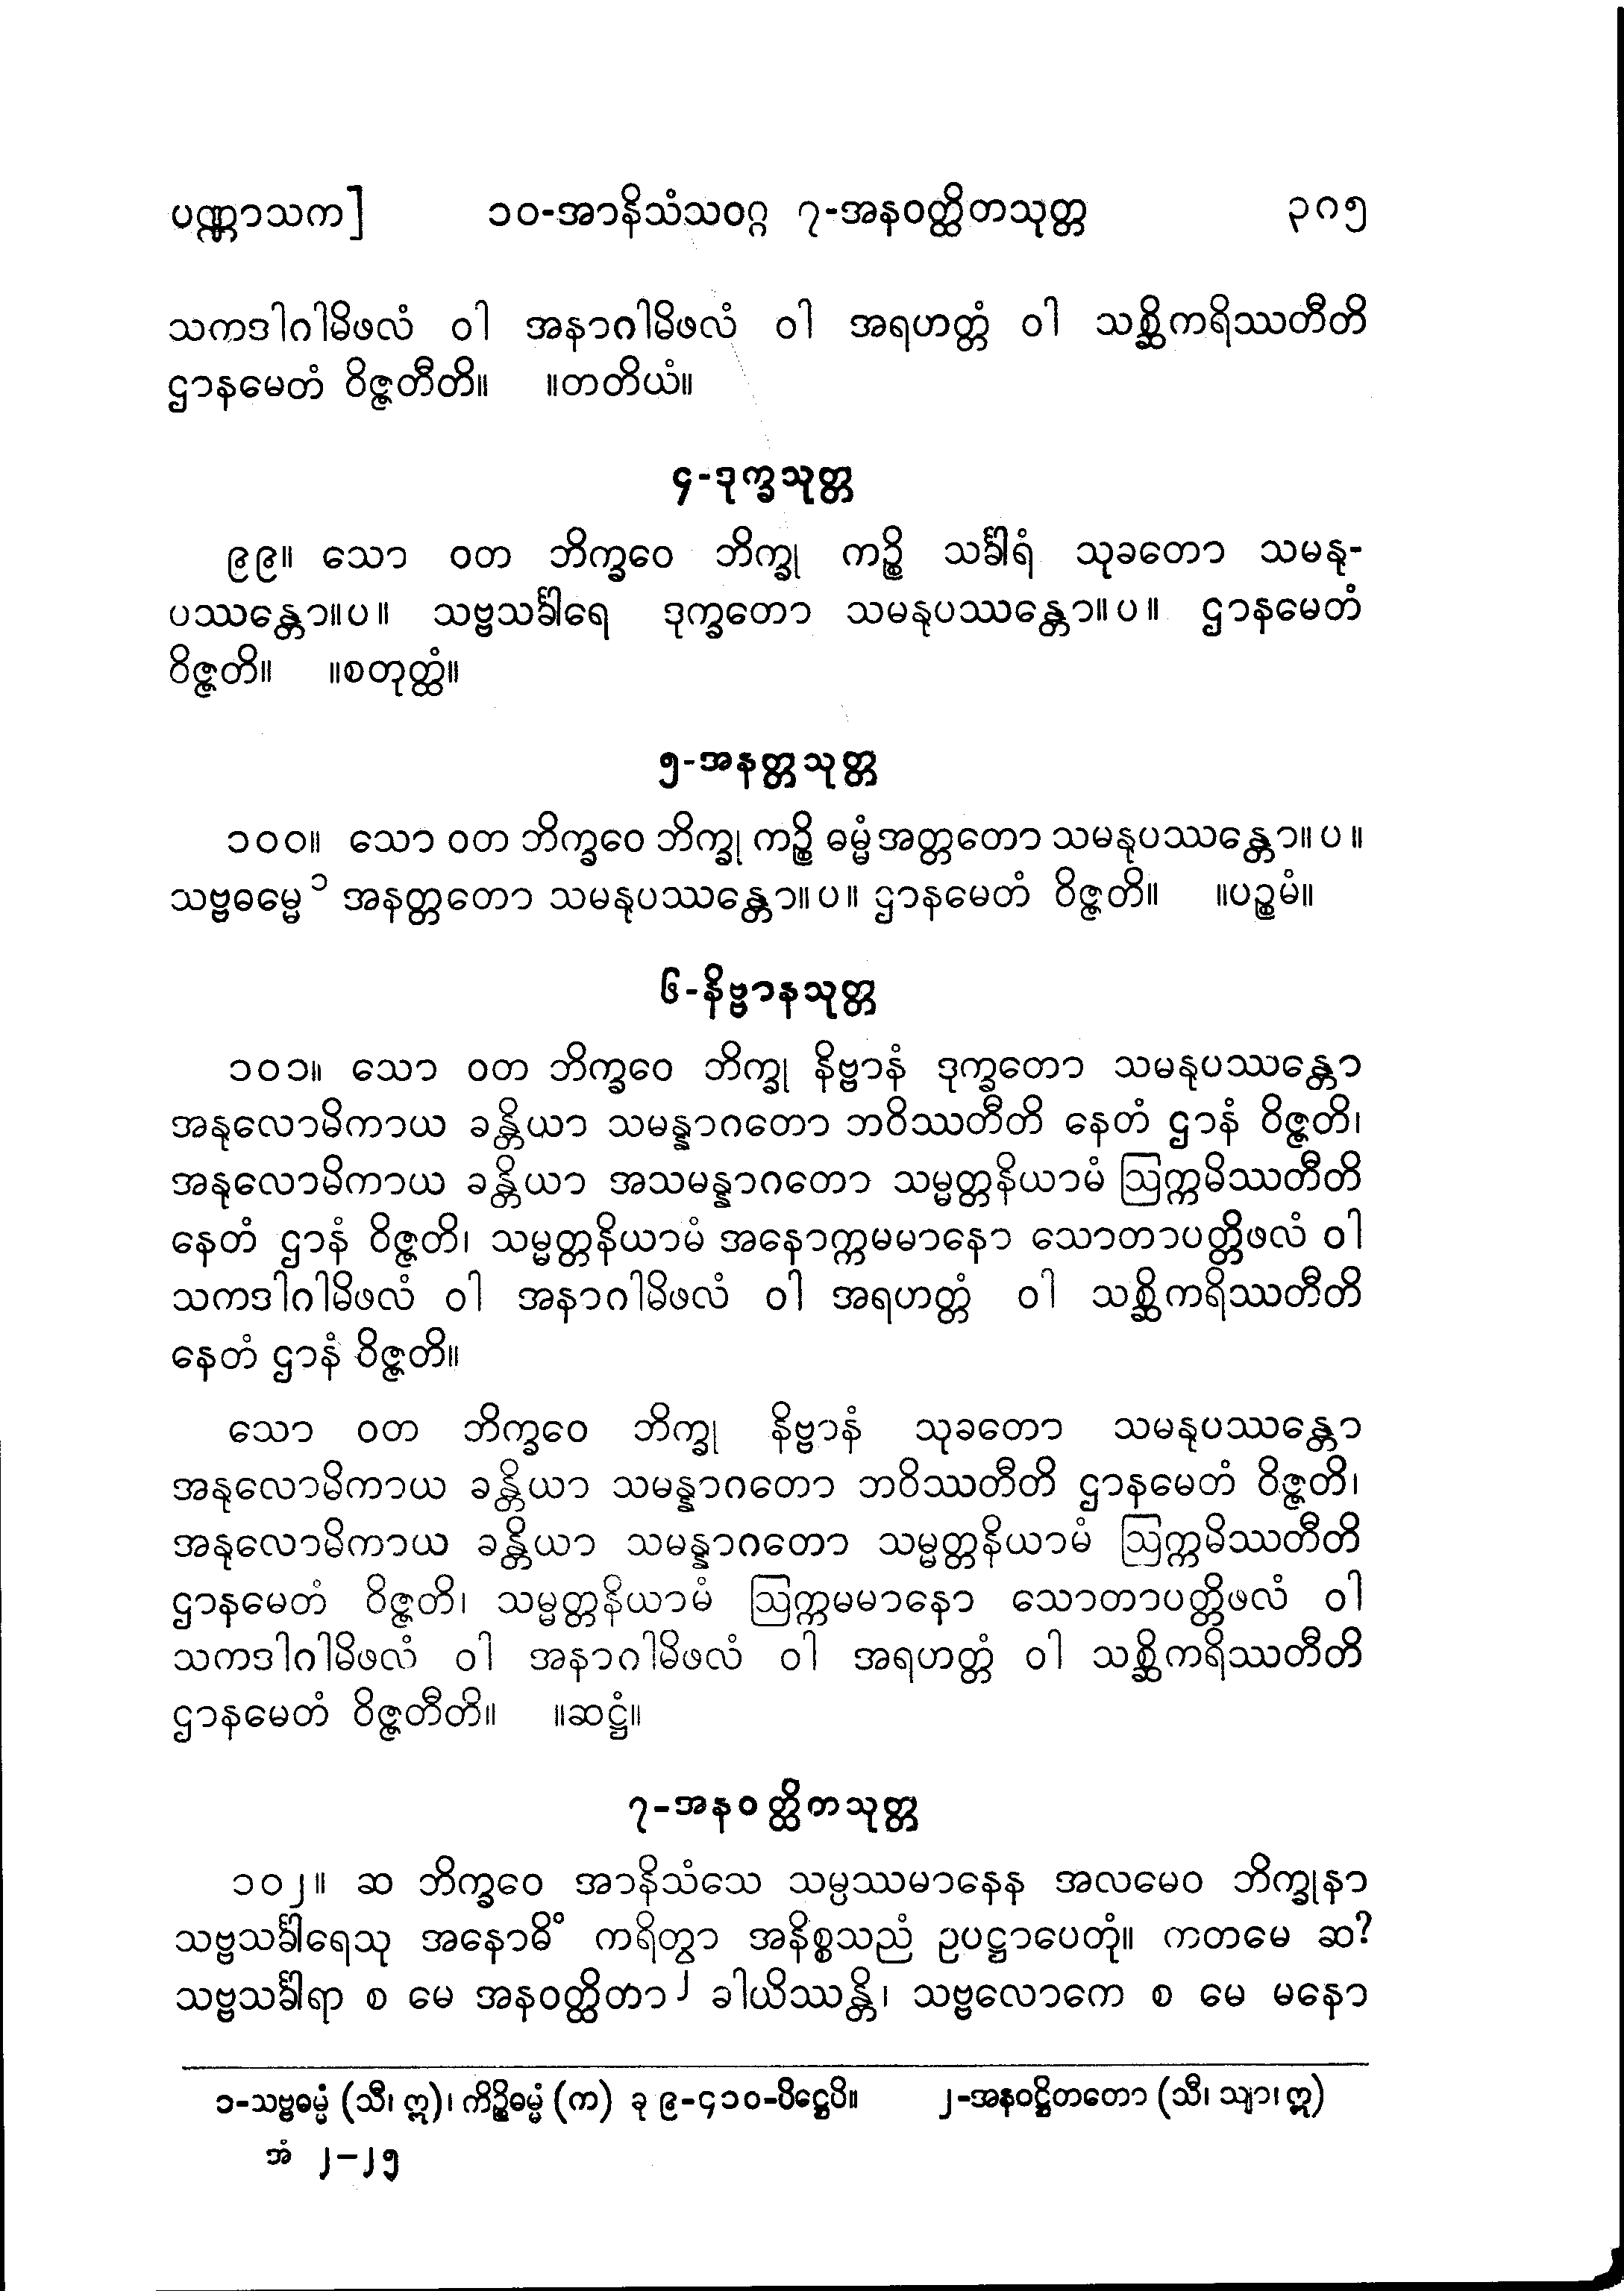 ပဏ္ဏာသက] ၁၀-အာနိသံသဝဂ္ဂ ၇-အနဝတ္ထိတသုတ္တ ၃၈၅
သကဒါဂါမိဖလံ ဝါ အနာဂါမိဖလံ ဝါ အရဟတ္တံ ဝါ သစ္ဆိကရိဿတီတိ
ဌာနမေတံ ဝိဇ္ဇတီတိ။ ။တတိယံ။
၄-ဒုက္ခသုတ္တ
၉၉။ သော ဝတ ဘိက္ခဝေ ဘိက္ခု ကဉ္စိ သင်္ခါရံ သုခတော သမနု-
ပဿန္တော။ပ။ သဗ္ဗသင်္ခါရေ ဒုက္ခတော သမနုပဿန္တော။ပ။ ဌာနမေတံ
ဝိဇ္ဇတိ။ ။စတုတ္ထံ။
၅-အနတ္တသုတ္တ
၁၀၀။ သော ဝတ ဘိက္ခဝေ ဘိက္ခု ကဉ္စိ ဓမ္မံ အတ္တတော သမနုပဿန္တော။ပ။
သဗ္ဗဓမ္မေ ၁ အနတ္တတော သမနုပဿန္တော။ပ။ ဌာနမေတံ ဝိဇ္ဇတိ။ ။ပဉ္စမံ။
၆-နိဗ္ဗာနသုတ္တ
၁၀၁။ သော ဝတ ဘိက္ခဝေ ဘိက္ခု နိဗ္ဗာနံ ဒုက္ခတော သမနုပဿန္တော
အနုလောမိကာယ ခန္တိယာ သမန္နာဂတော ဘဝိဿတီတိ နေတံ ဌာနံ ဝိဇ္ဇတိ၊
အနုလောမိကာယ ခန္တိယာ အသမန္နာဂတော သမ္မတ္တနိယာမံ ဩက္ကမိဿတီတိ
နေတံ ဌာနံ ဝိဇ္ဇတိ၊ သမ္မတ္တနိယာမံ အနောက္ကမမာနော သောတာပတ္တိဖလံ ဝါ
သကဒါဂါမိဖလံ ဝါ အနာဂါမိဖလံ ဝါ အရဟတ္တံ ဝါ သစ္ဆိကရိဿတီတိ
နေတံ ဌာနံ ဝိဇ္ဇတိ။
သော ဝတ ဘိက္ခဝေ ဘိက္ခု နိဗ္ဗာနံ သုခတော သမနုပဿန္တော
အနုလောမိကာယ ခန္တိယာ သမန္နာဂတော ဘဝိဿတီတိ ဌာနမေတံ ဝိဇ္ဇတိ၊
အနုလောမိကာယ ခန္တိယာ သမန္နာဂတော သမ္မတ္တနိယာမံ ဩက္ကမိဿတီတိ
ဌာနမေတံ ဝိဇ္ဇတိ၊ သမ္မတ္တနိယာမံ ဩက္ကမမာနော သောတာပတ္တိဖလံ ဝါ
သကဒါဂါမိဖလံ ဝါ အနာဂါမိဖလံ ဝါ အရဟတ္တံ ဝါ သစ္ဆိကရိဿတီတိ
ဌာနမေတံ ဝိဇ္ဇတီတိ။ ။ဆဋ္ဌံ။
၇-အနဝတ္ထိတသုတ္တ
၁၀၂။ ဆ ဘိက္ခဝေ အာနိသံသေ သမ္ပဿမာနေန အလမေဝ ဘိက္ခုနာ
သဗ္ဗသင်္ခါရေသု အနောဓိံ ကရိတွာ အနိစ္စသညံ ဥပဋ္ဌာပေတုံ။ ကတမေ ဆ?
သဗ္ဗသင်္ခါရာ စ မေ အနဝတ္ထိတာ ၂ ခါယိဿန္တိ၊ သဗ္ဗလောကေ စ မေ မနော
၁-သဗ္ဗဓမ္မံ (သီ၊ ဣ)၊ ကိဉ္စိဓမ္မံ (က) ခု ၉-၄၁၀-ပိဋ္ဌေပိ။ ၂-အနဝဋ္ဌိတတော (သီ၊ သျာ၊ ဣ)
အံ ၂–၂၅